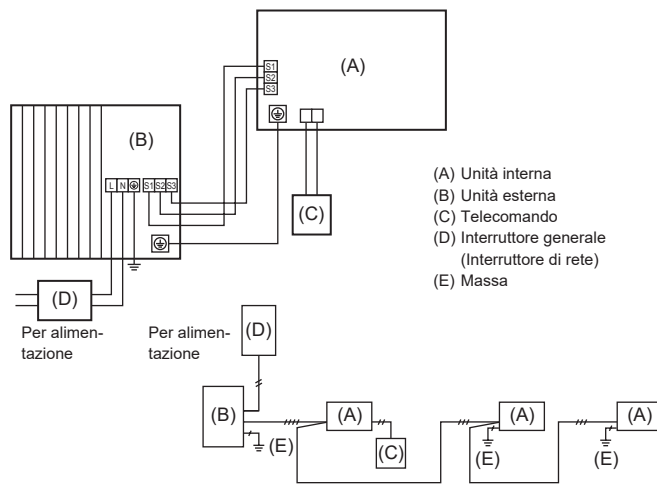 (A)
S1
S2
S3
(B)
L N S1 S2 S3
(C)
(A) Unità interna
(B) Unità esterna
(C) Telecomando
(D) Interruttore generale
(Interruttore di rete)
(E) Massa
(D)
Per alimen-
tazione
Per alimen-
tazione
(D)
(B)
(A)
(A)
(A)
(E)
(C)
(E)
(E)